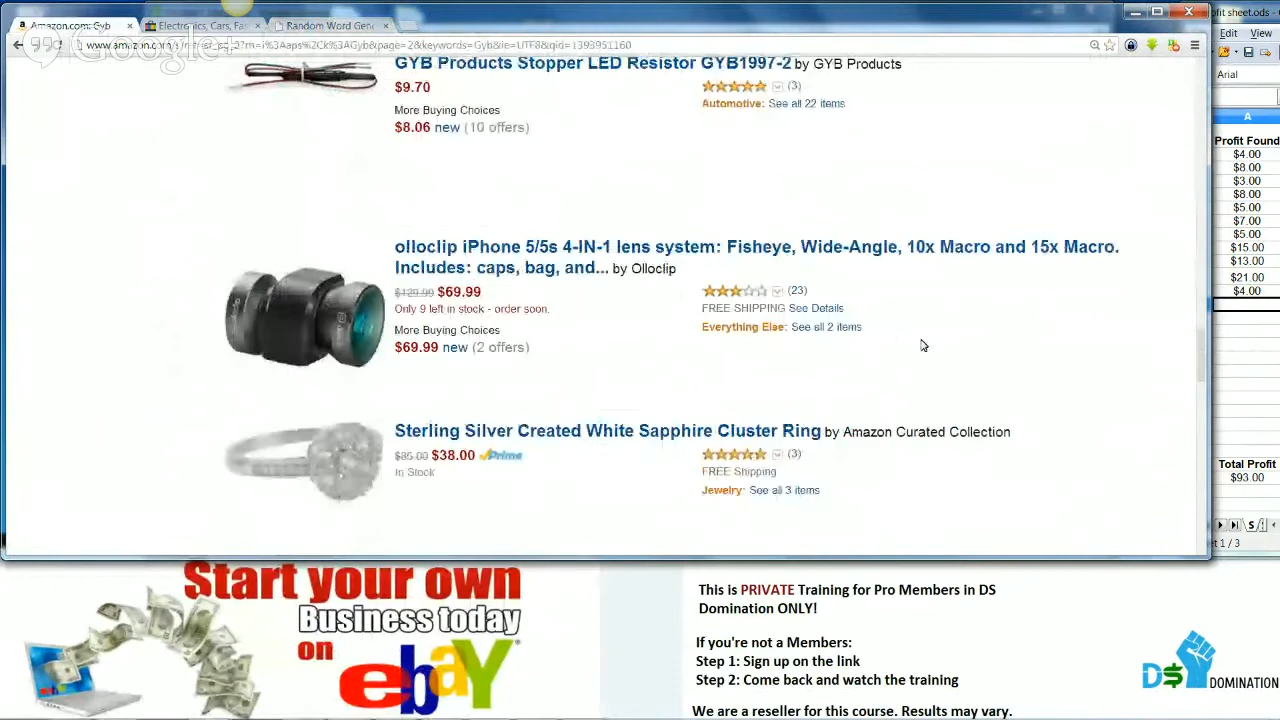 Amazon.com: Gyb
Electronics, Cars, Fas
Random Word Gene
ofit sheet.ods -
Google+
Edit View
Arial
GYB Products Stopper LED Resistor GYB1997-2 by GYB Products
$9.70
(3)
More Buying Choices
Automotive: See all 22 items
$8.06 new (10 offers)
olloclip iPhone 5/5s 4-IN-1 lens system: Fisheye, Wide-Angle, 10x Macro and 15x Macro.
Includes: caps, bag, and... by Olloclip
$129.99 $69.99
(23)
Only 9 left in stock - order soon.
FREE SHIPPING See Details
More Buying Choices
Everything Else: See all 2 items
$69.99 new (2 offers)
Sterling Silver Created White Sapphire Cluster Ring by Amazon Curated Collection
$85.00 $38.00 Prime
(3)
In Stock
FREE Shipping
Jewelry: See all 3 items
A
Profit Found
$4.00
$8.00
$3.00
$8.00
$5.00
$7.00
$5.00
$15.00
$13.00
$21.00
$4.00
Total Profit
$93.00
et 1 / 3
Start your own
Business today
on
ebay
This is PRIVATE Training for Pro Members in DS
Domination ONLY!
If you're not a Members:
Step 1: Sign up on the link
Step 2: Come back and watch the training
We are a reseller for this course. Results may vary.
D$ DOMINATION